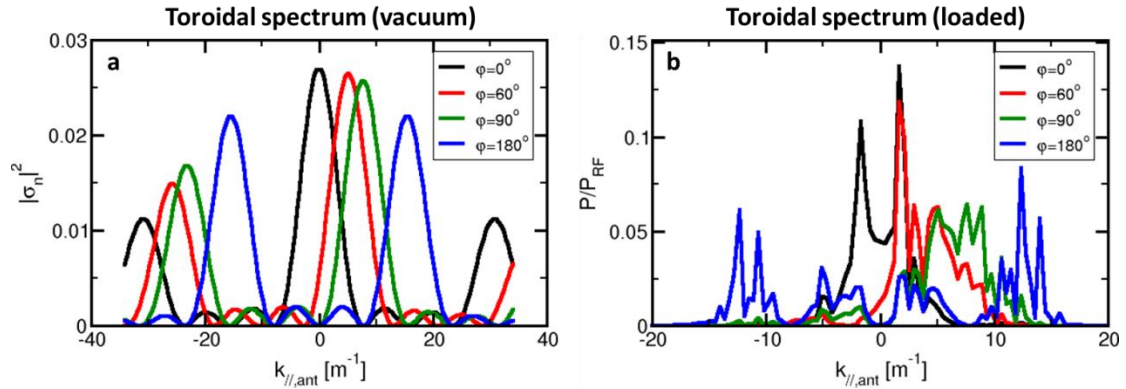 Toroidal spectrum (vacuum)
a
0.03
0.02
0.01
0
|σₙ|²
φ=0°
φ=60°
φ=90°
φ=180°
-40
-20
0
20
40
k//,ant [m⁻¹]
Toroidal spectrum (loaded)
b
0.15
0.1
0.05
0
P/P_RF
φ=0°
φ=60°
φ=90°
φ=180°
-20
-10
0
10
20
k//,ant [m⁻¹]